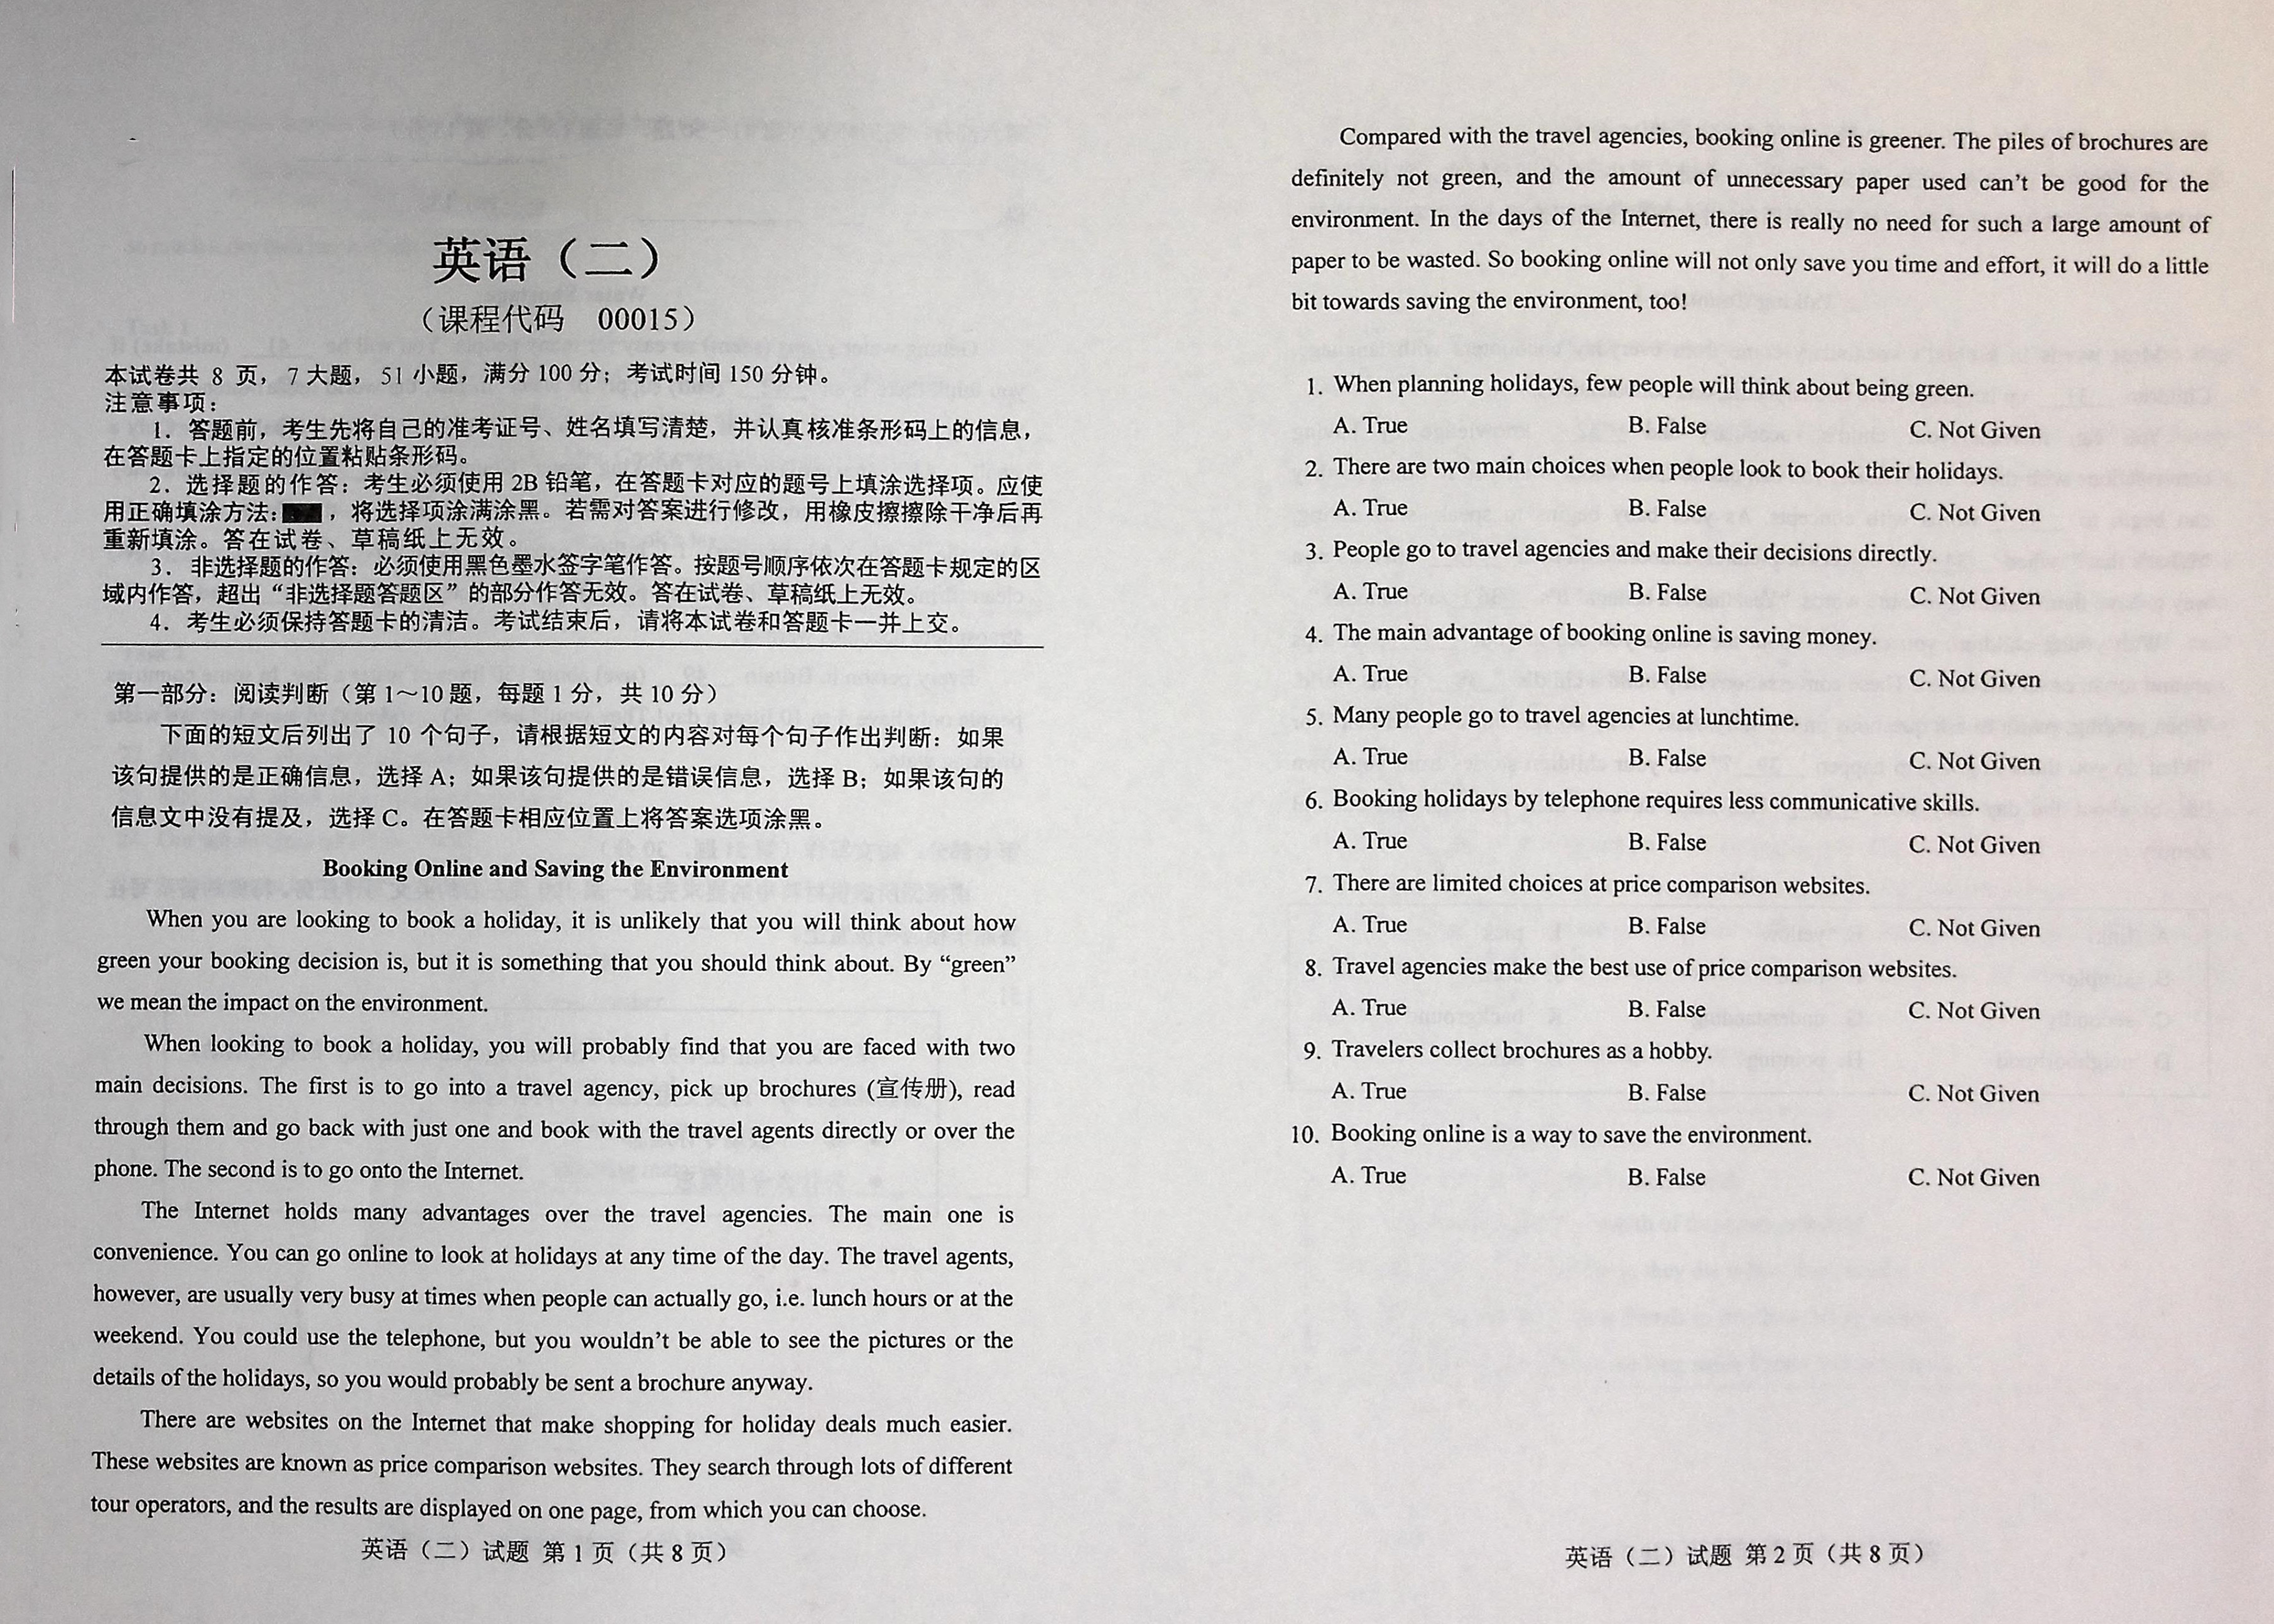 英语（二）
（课程代码 00015）
本试卷共 8 页，7 大题，51 小题，满分 100 分；考试时间 150 分钟。
注意事项：
1．答题前，考生先将自己的准考证号、姓名填写清楚，并认真核准条形码上的信息，
在答题卡上指定的位置粘贴条形码。
2．选择题的作答：考生必须使用 2B 铅笔，在答题卡对应的题号上填涂选择项。应使
用正确填涂方法：，将选择项涂满涂黑。若需对答案进行修改，用橡皮擦擦除干净后再
重新填涂。答在试卷、草稿纸上无效。
3．非选择题的作答：必须使用黑色墨水签字笔作答。按题号顺序依次在答题卡规定的区
域内作答，超出“非选择题答题区”的部分作答无效。答在试卷、草稿纸上无效。
4．考生必须保持答题卡的清洁。考试结束后，请将本试卷和答题卡一并上交。
第一部分：阅读判断（第 1～10 题，每题 1 分，共 10 分）
下面的短文后列出了 10 个句子，请根据短文的内容对每个句子作出判断：如果
该句提供的是正确信息，选择 A；如果该句提供的是错误信息，选择 B；如果该句的
信息文中没有提及，选择 C。在答题卡相应位置上将答案选项涂黑。
Booking Online and Saving the Environment
When you are looking to book a holiday, it is unlikely that you will think about how
green your booking decision is, but it is something that you should think about. By “green”
we mean the impact on the environment.
When looking to book a holiday, you will probably find that you are faced with two
main decisions. The first is to go into a travel agency, pick up brochures (宣传册), read
through them and go back with just one and book with the travel agents directly or over the
phone. The second is to go onto the Internet.
The Internet holds many advantages over the travel agencies. The main one is
convenience. You can go online to look at holidays at any time of the day. The travel agents,
however, are usually very busy at times when people can actually go, i.e. lunch hours or at the
weekend. You could use the telephone, but you wouldn’t be able to see the pictures or the
details of the holidays, so you would probably be sent a brochure anyway.
There are websites on the Internet that make shopping for holiday deals much easier.
These websites are known as price comparison websites. They search through lots of different
tour operators, and the results are displayed on one page, from which you can choose.
英语（二）试题 第 1 页（共 8 页）
Compared with the travel agencies, booking online is greener. The piles of brochures are
definitely not green, and the amount of unnecessary paper used can’t be good for the
environment. In the days of the Internet, there is really no need for such a large amount of
paper to be wasted. So booking online will not only save you time and effort, it will do a little
bit towards saving the environment, too!
1. When planning holidays, few people will think about being green.
A. True B. False C. Not Given
2. There are two main choices when people look to book their holidays.
A. True B. False C. Not Given
3. People go to travel agencies and make their decisions directly.
A. True B. False C. Not Given
4. The main advantage of booking online is saving money.
A. True B. False C. Not Given
5. Many people go to travel agencies at lunchtime.
A. True B. False C. Not Given
6. Booking holidays by telephone requires less communicative skills.
A. True B. False C. Not Given
7. There are limited choices at price comparison websites.
A. True B. False C. Not Given
8. Travel agencies make the best use of price comparison websites.
A. True B. False C. Not Given
9. Travelers collect brochures as a hobby.
A. True B. False C. Not Given
10. Booking online is a way to save the environment.
A. True B. False C. Not Given
英语（二）试题 第 2 页（共 8 页）